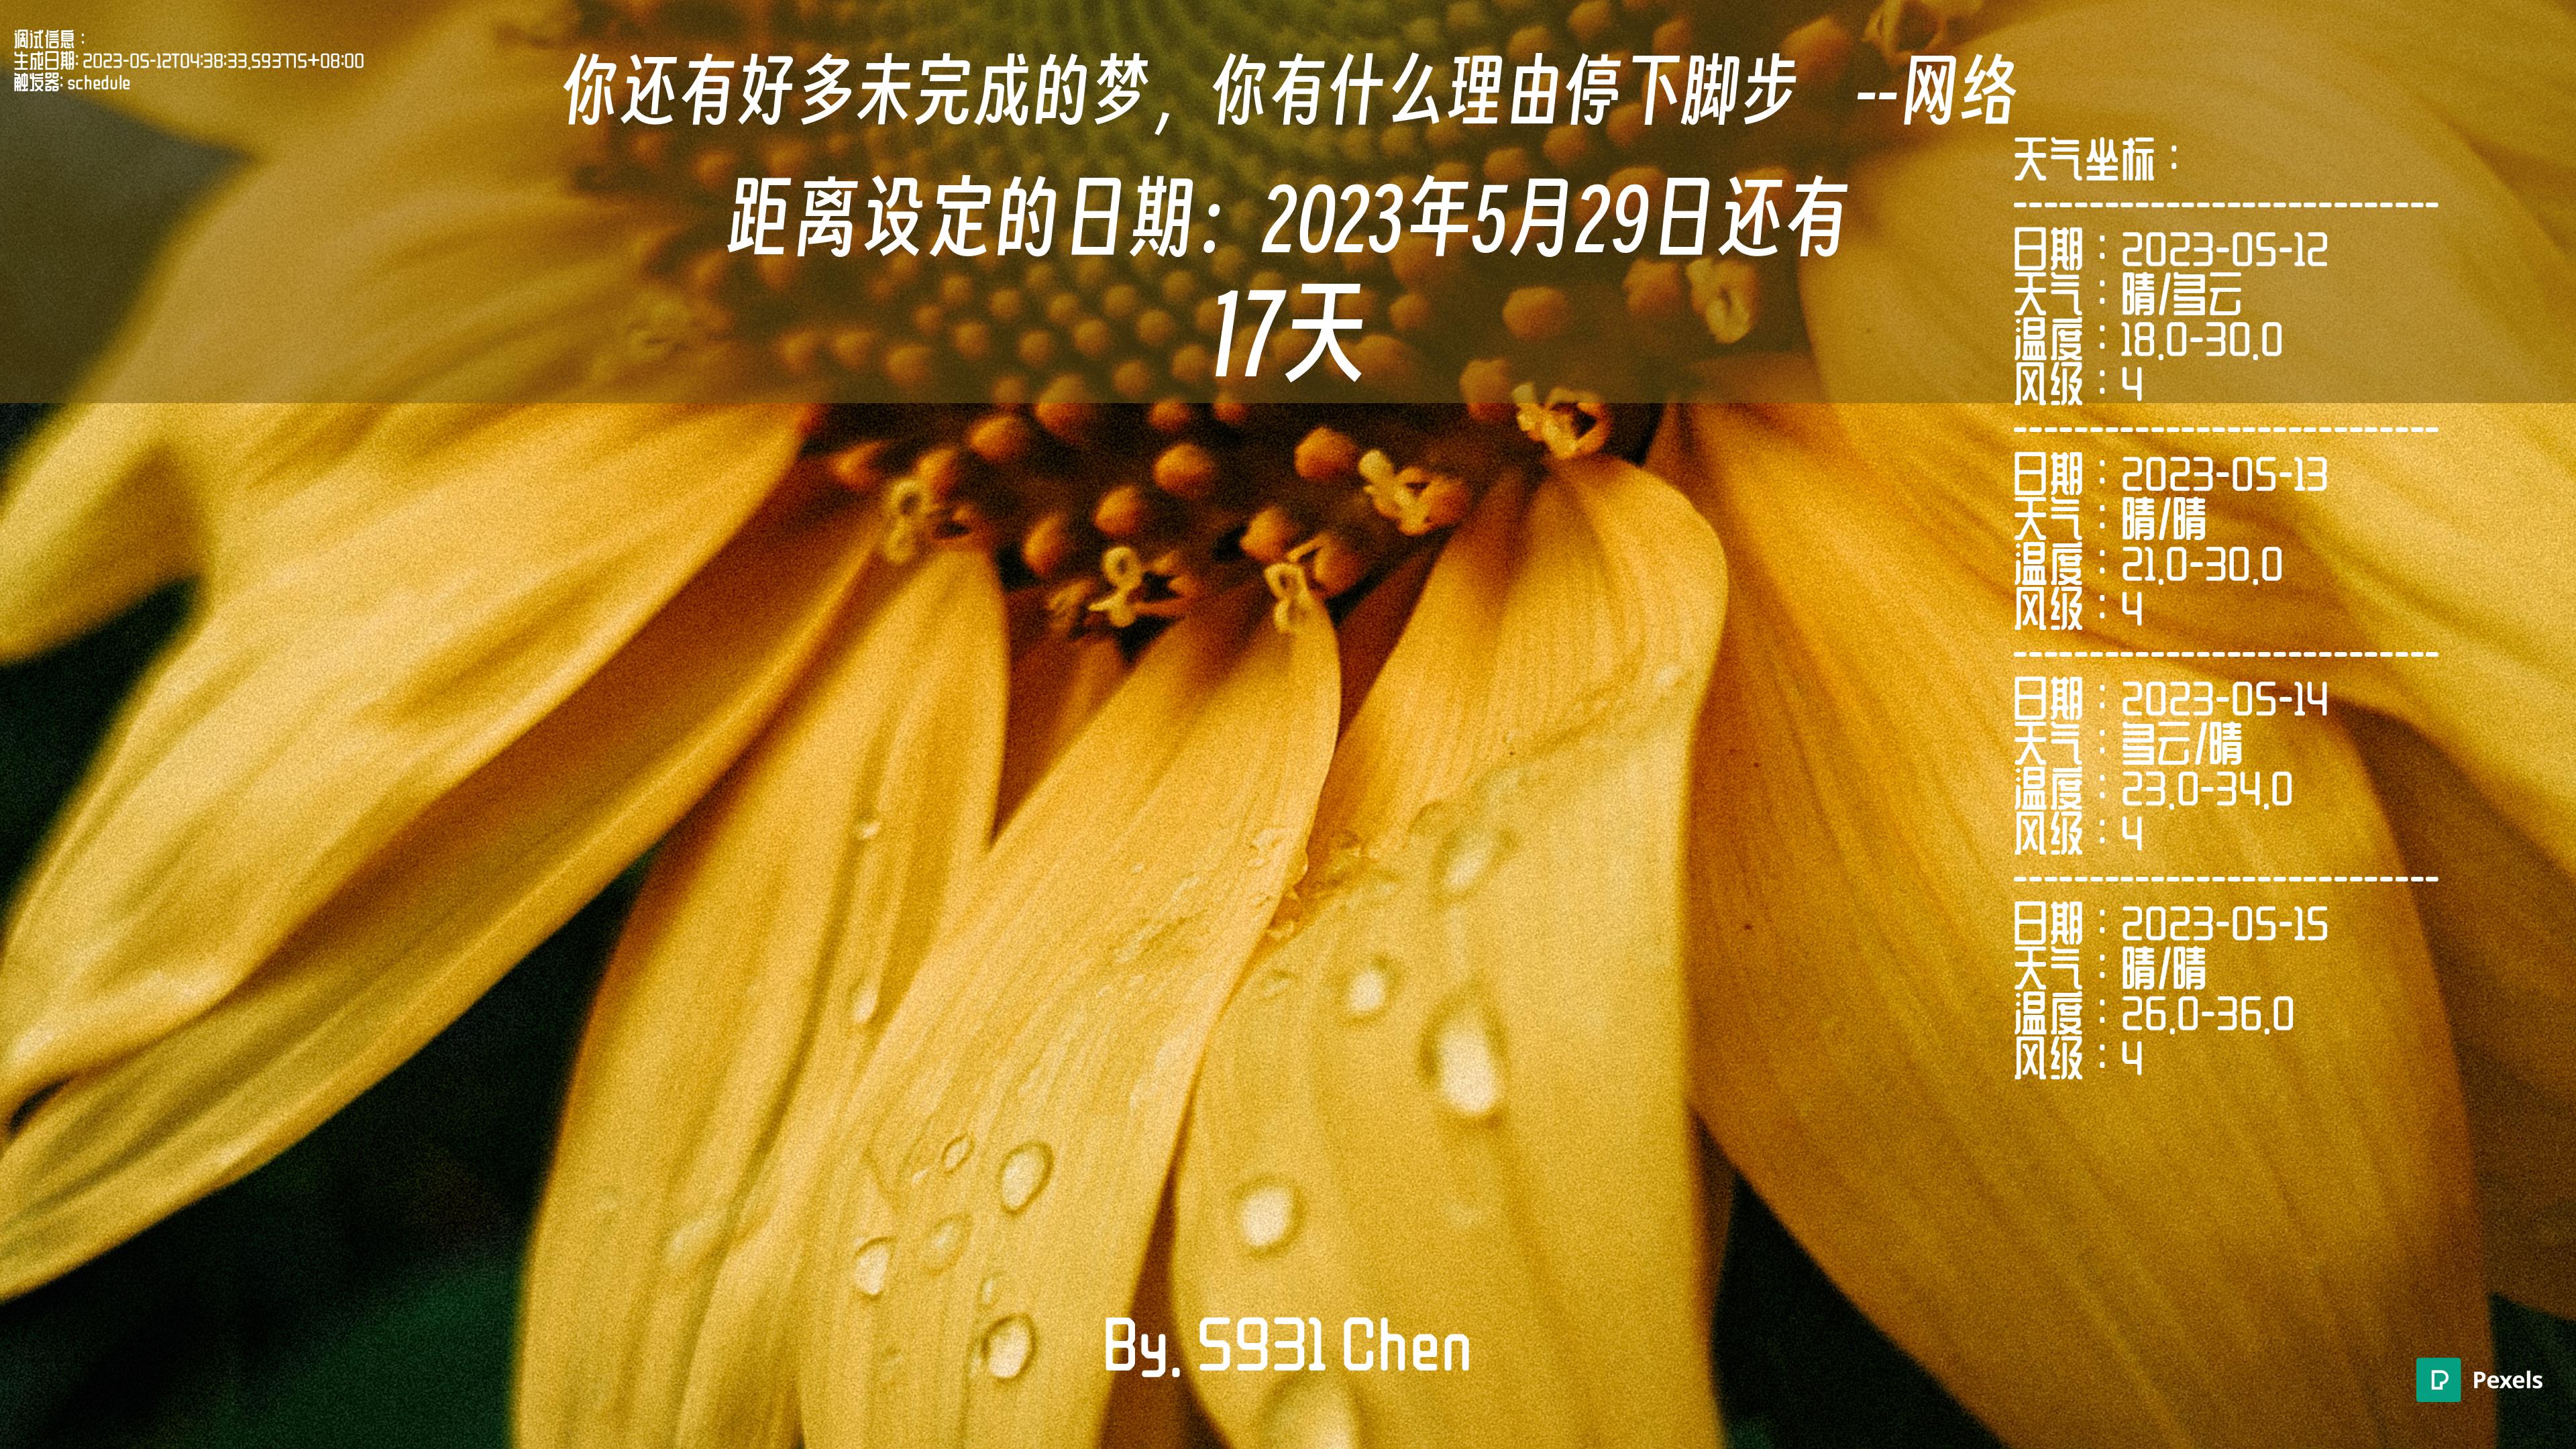 调试信息：
生成日期: 2023-05-12T04:38:33.593775+08:00
触发器: schedule
你还有好多未完成的梦，你有什么理由停下脚步　--网络
距离设定的日期：2023年5月29日还有
17天
天气坐标：
----------------------------
日期：2023-05-12
天气：晴/多云
温度：18.0-30.0
风级：4
----------------------------
日期：2023-05-13
天气：晴/晴
温度：21.0-30.0
风级：4
----------------------------
日期：2023-05-14
天气：多云/晴
温度：23.0-34.0
风级：4
----------------------------
日期：2023-05-15
天气：晴/晴
温度：26.0-36.0
风级：4
By. S931 Chen
Pexels